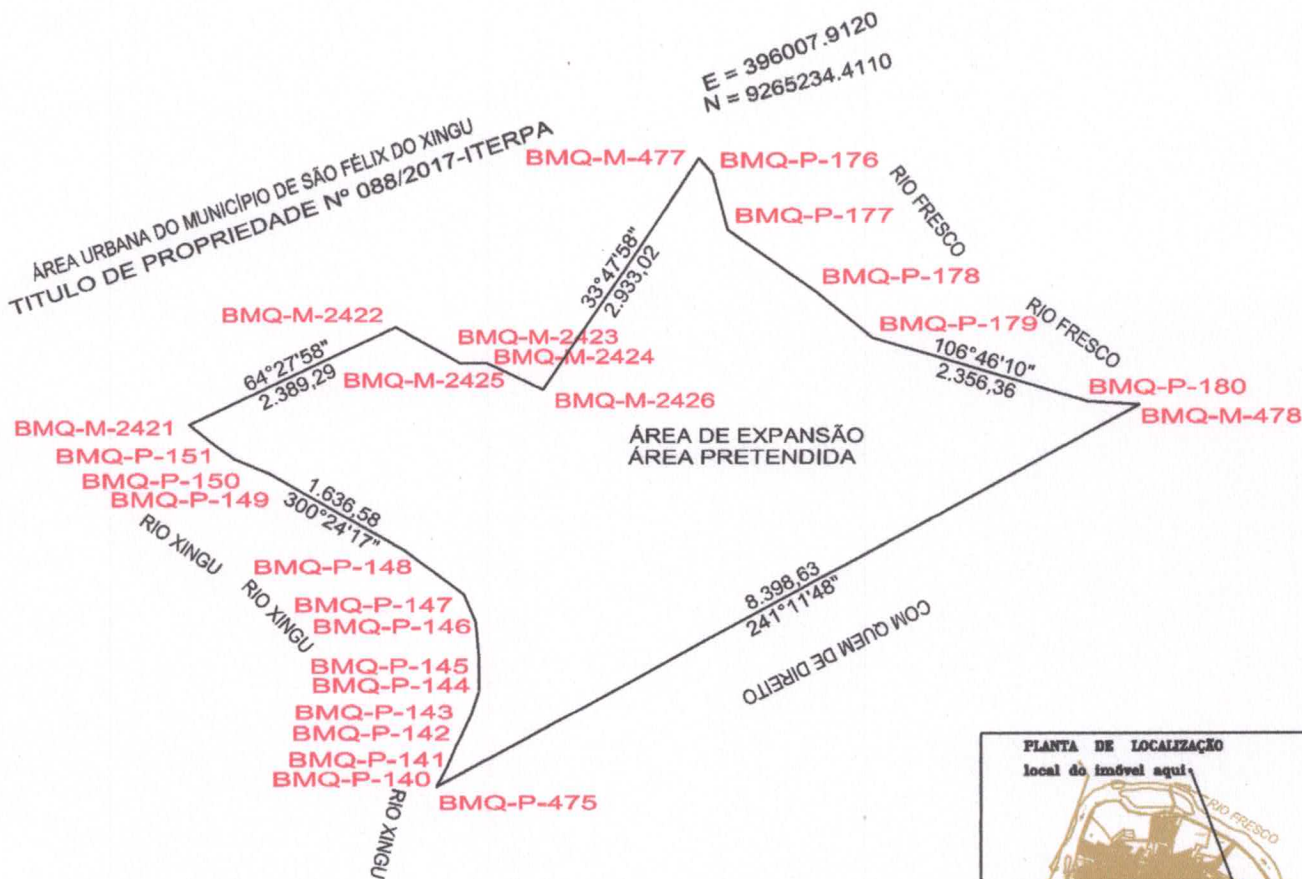 E = 396007.9120
N = 9265234.4110
ÁREA URBANA DO MUNICÍPIO DE SÃO FÉLIX DO XINGU
TITULO DE PROPRIEDADE Nº 088/2017-ITERPA
BMQ-M-477
BMQ-P-176
RIO FRESCO
BMQ-P-177
33°47'58"
2.933,02
BMQ-P-178
RIO FRESCO
BMQ-M-2422
BMQ-P-179
BMQ-M-2423
BMQ-M-2424
106°46'10"
2.356,36
64°27'58"
2.389,29
BMQ-M-2425
BMQ-M-2426
BMQ-P-180
BMQ-M-478
BMQ-M-2421
ÁREA DE EXPANSÃO
ÁREA PRETENDIDA
BMQ-P-151
BMQ-P-150
BMQ-P-149
1.636,58
300°24'17"
RIO XINGU
BMQ-P-148
RIO XINGU
BMQ-P-147
BMQ-P-146
8.398,63
241°11'48"
COM QUEM DE DIREITO
BMQ-P-145
BMQ-P-144
BMQ-P-143
BMQ-P-142
BMQ-P-141
BMQ-P-140
BMQ-P-475
RIO XINGU
PLANTA DE LOCALIZAÇÃO
local do imóvel aqui
RIO FRESCO